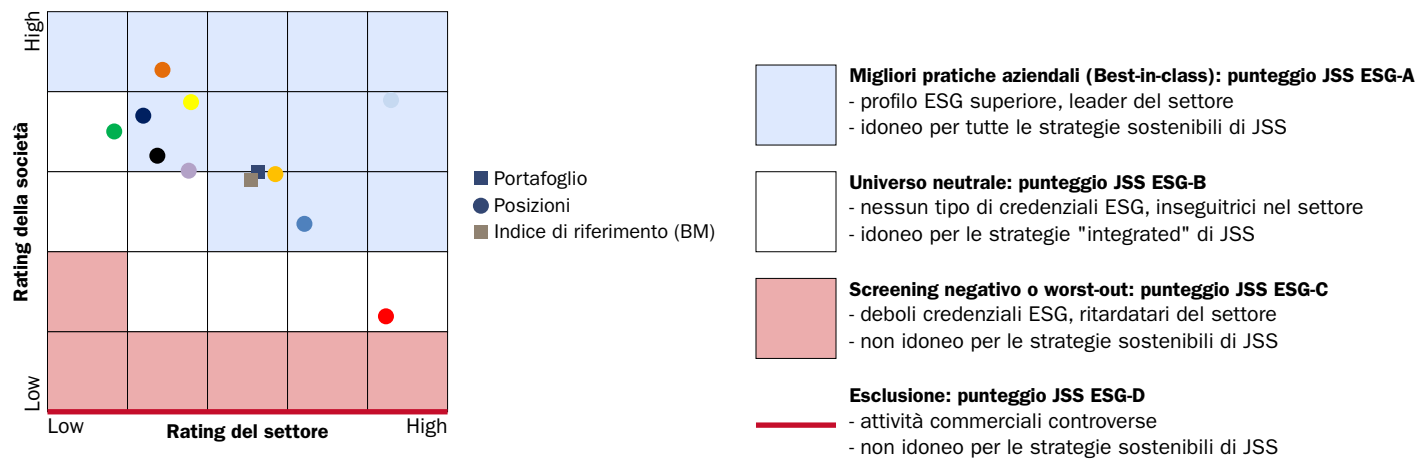 High
Rating della società
Low
Low
Rating del settore
High
Portafoglio
Posizioni
Indice di riferimento (BM)
Migliori pratiche aziendali (Best-in-class): punteggio JSS ESG-A
- profilo ESG superiore, leader del settore
- idoneo per tutte le strategie sostenibili di JSS
Universo neutrale: punteggio JSS ESG-B
- nessun tipo di credenziali ESG, inseguitrici nel settore
- idoneo per le strategie "integrated" di JSS
Screening negativo o worst-out: punteggio JSS ESG-C
- deboli credenziali ESG, ritardatari del settore
- non idoneo per le strategie sostenibili di JSS
Esclusione: punteggio JSS ESG-D
- attività commerciali controverse
- non idoneo per le strategie sostenibili di JSS